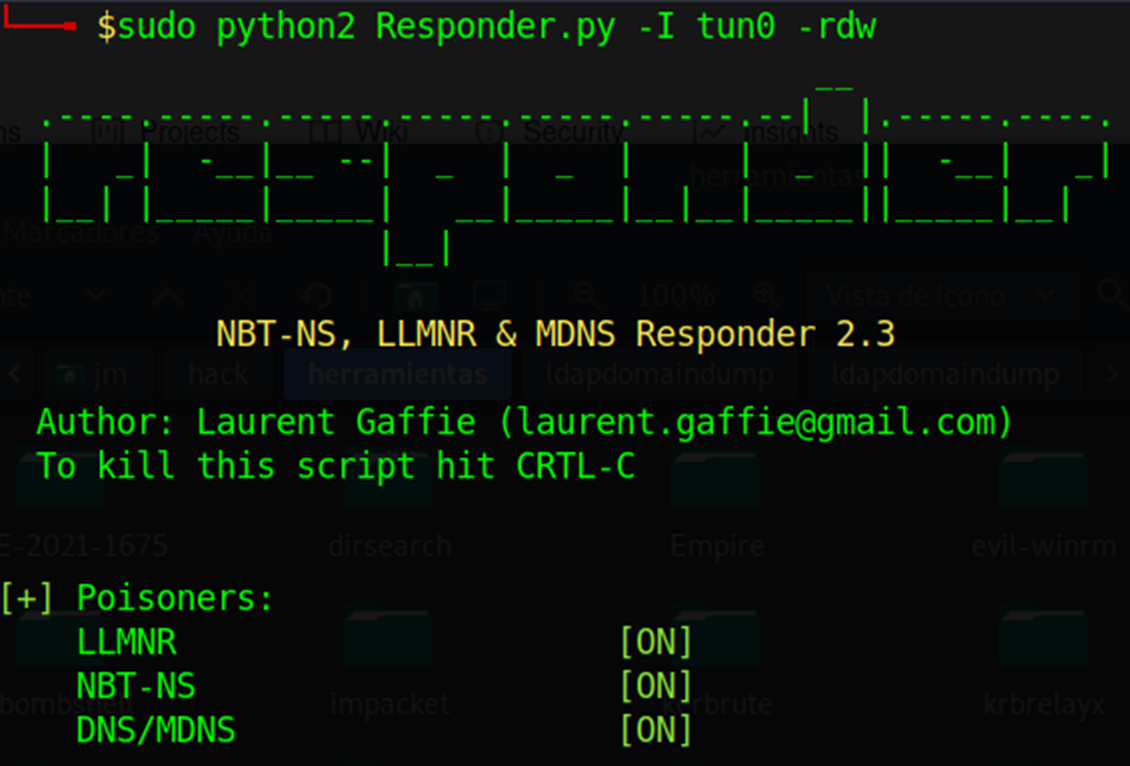 $sudo python2 Responder.py -I tun0 -rdw
ns Projects Wiki Security Insights
herramientas
Marcadores Ayuda
nte 100% Vista de icono
NBT-NS, LLMNR & MDNS Responder 2.3
jm hack herramientas ldapdomaindump ldapdomaindump
Author: Laurent Gaffie (laurent.gaffie@gmail.com)
To kill this script hit CRTL-C
E-2021-1675 dirsearch Empire evil-winrm
[+] Poisoners:
LLMNR [ON]
NBT-NS [ON]
bombshell impacket kerbrute krbrelayx
DNS/MDNS [ON]